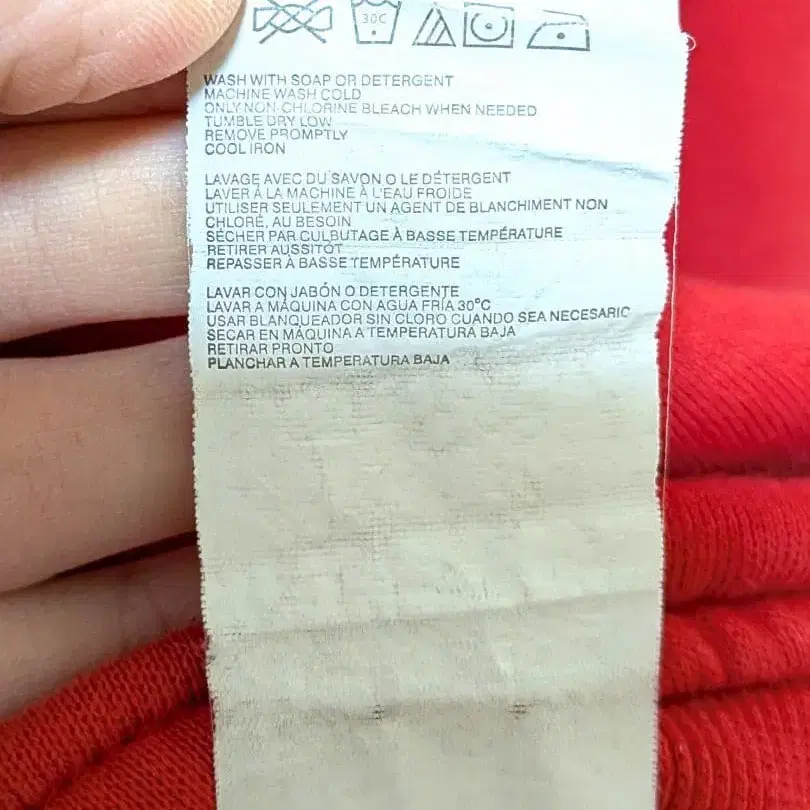 30C
WASH WITH SOAP OR DETERGENT
MACHINE WASH COLD
ONLY NON-CHLORINE BLEACH WHEN NEEDED
TUMBLE DRY LOW
REMOVE PROMPTLY
COOL IRON
LAVAGE AVEC DU SAVON O LE DÉTERGENT
LAVER À LA MACHINE À L'EAU FROIDE
UTILISER SEULEMENT UN AGENT DE BLANCHIMENT NON
CHLORÉ, AU BESOIN
SÉCHER PAR CULBUTAGE À BASSE TEMPÉRATURE
RETIRER AUSSITÔT
REPASSER À BASSE TEMPÉRATURE
LAVAR CON JABÓN O DETERGENTE
LAVAR A MÁQUINA CON AGUA FRÍA 30°C
USAR BLANQUEADOR SIN CLORO CUANDO SEA NECESARIO
SECAR EN MÁQUINA A TEMPERATURA BAJA
RETIRAR PRONTO
PLANCHAR A TEMPERATURA BAJA